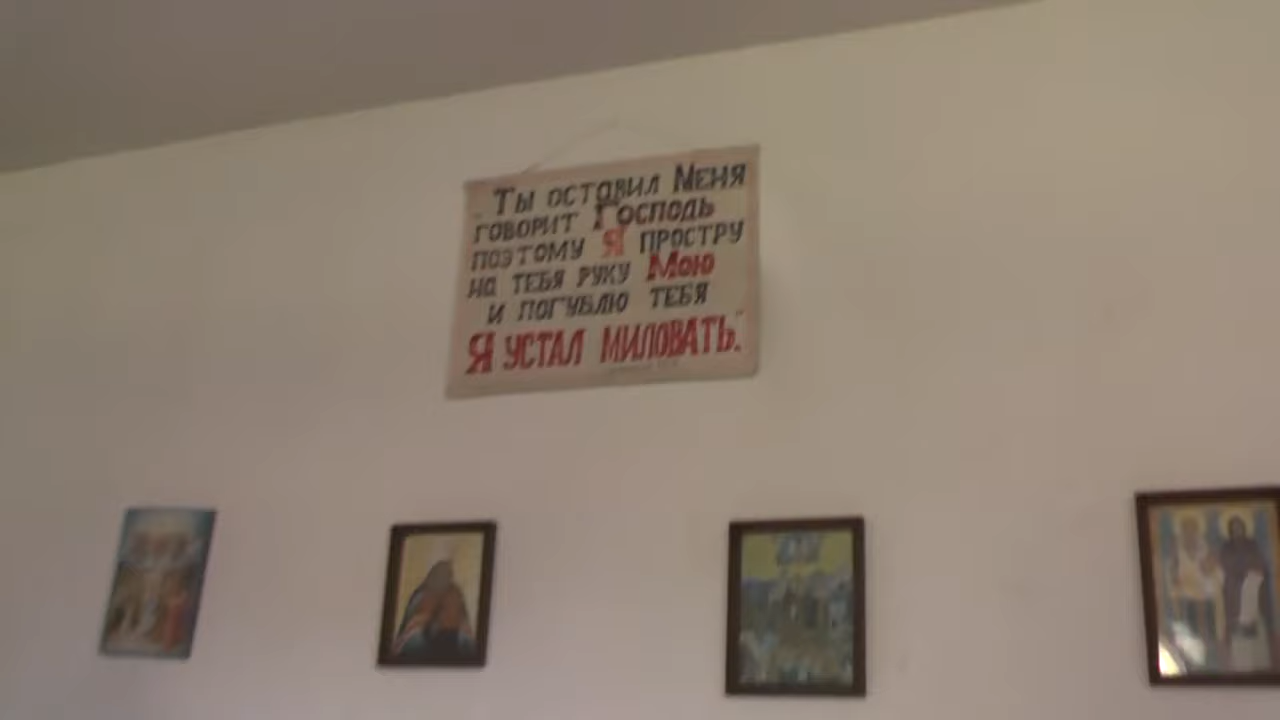 „Ты оставил Меня
говорит Господь
поэтому Я простру
на тебя руку Мою
и погублю тебя
Я УСТАЛ МИЛОВАТЬ."